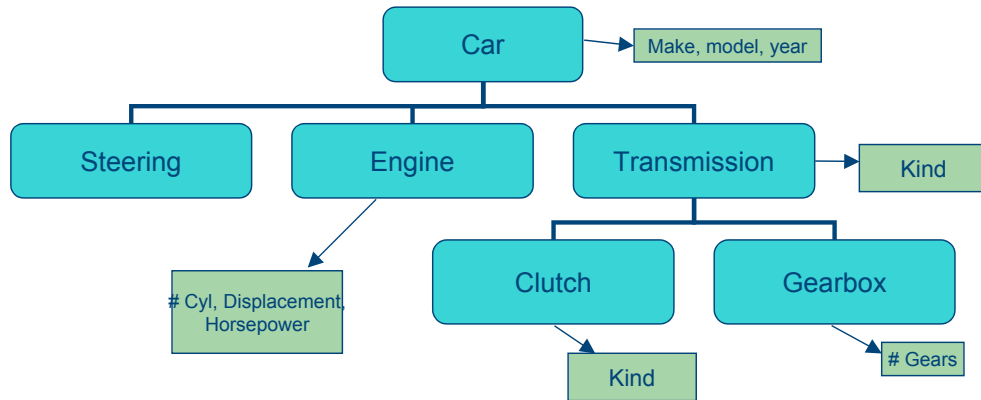 Car
Make, model, year
Steering
Engine
Transmission
Kind
# Cyl, Displacement,
Horsepower
Clutch
Gearbox
Kind
# Gears